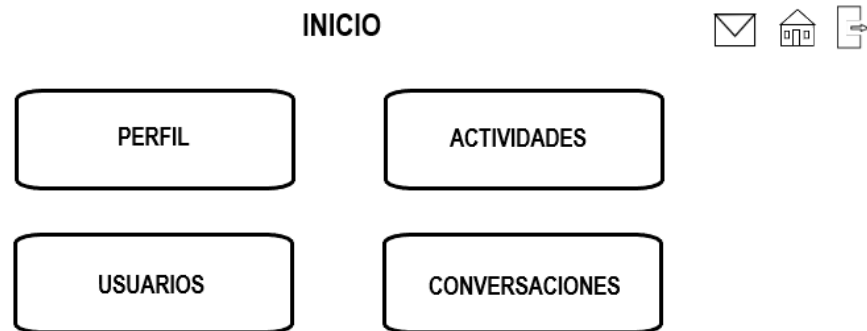 INICIO
PERFIL
ACTIVIDADES
USUARIOS
CONVERSACIONES